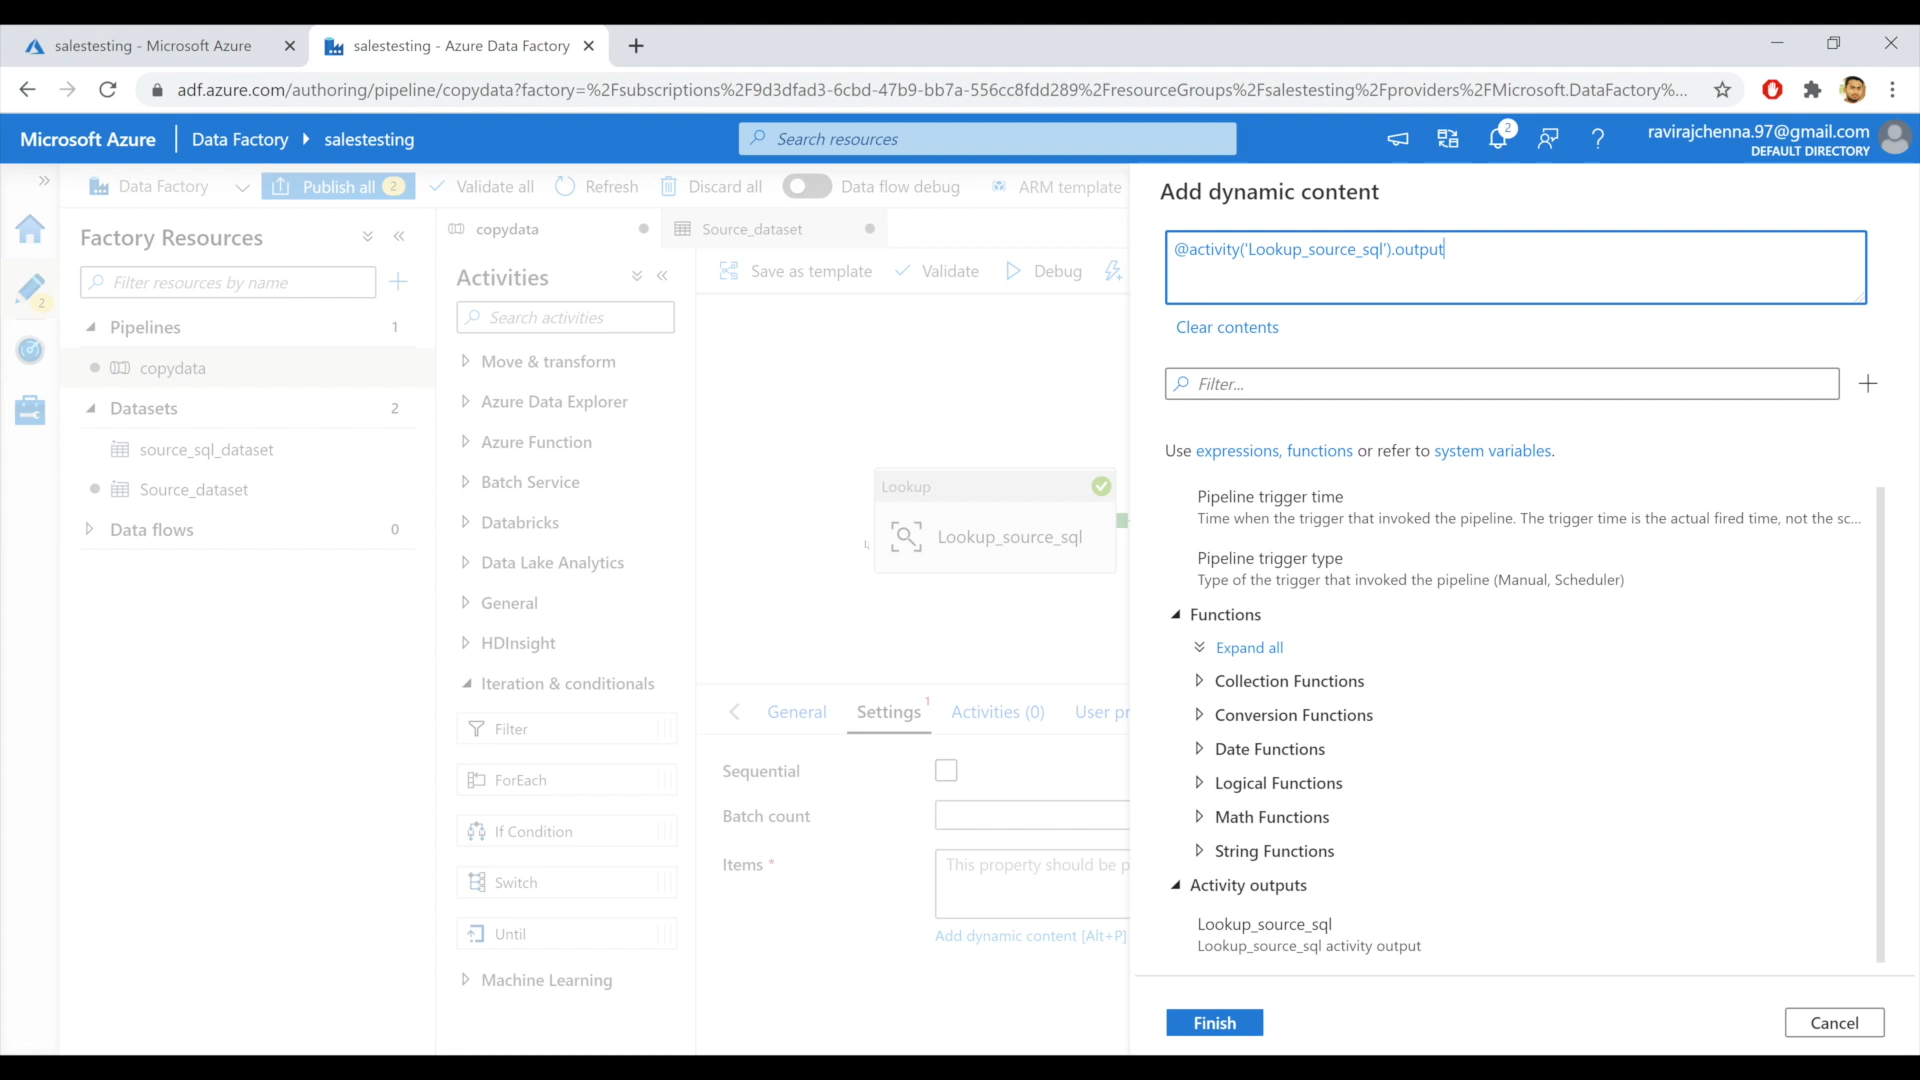 salestesting - Microsoft Azure
salestesting - Azure Data Factory
adf.azure.com/authoring/pipeline/copydata?factory=%2Fsubscriptions%2F9d3dfad3-6cbd-47b9-bb7a-556cc8fdd289%2FresourceGroups%2Fsalestesting%2Fproviders%2FMicrosoft.DataFactory%...
Microsoft Azure
Data Factory
salestesting
Search resources
2
ravirajchenna.97@gmail.com
DEFAULT DIRECTORY
Data Factory
Publish all
2
Validate all
Refresh
Discard all
Data flow debug
ARM template
2
Factory Resources
Filter resources by name
Pipelines
1
copydata
Datasets
2
source_sql_dataset
Source_dataset
Data flows
0
copydata
Source_dataset
Activities
Search activities
Move & transform
Azure Data Explorer
Azure Function
Batch Service
Databricks
Data Lake Analytics
General
HDInsight
Iteration & conditionals
Filter
ForEach
If Condition
Switch
Until
Machine Learning
Save as template
Validate
Debug
Lookup
Lookup_source_sql
General
Settings
1
Activities (0)
User pr
Sequential
Batch count
Items *
This property should be p
Add dynamic content [Alt+P]
Add dynamic content
@activity('Lookup_source_sql').output
Clear contents
Filter...
Use expressions, functions or refer to system variables.
Pipeline trigger time
Time when the trigger that invoked the pipeline. The trigger time is the actual fired time, not the sc...
Pipeline trigger type
Type of the trigger that invoked the pipeline (Manual, Scheduler)
Functions
Expand all
Collection Functions
Conversion Functions
Date Functions
Logical Functions
Math Functions
String Functions
Activity outputs
Lookup_source_sql
Lookup_source_sql activity output
Finish
Cancel